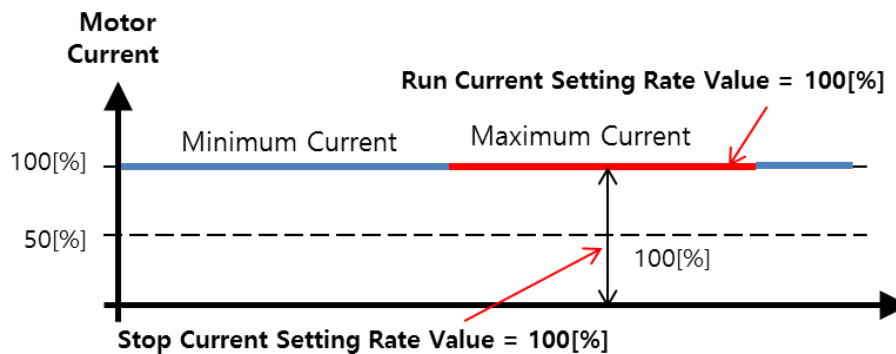 Motor
Current
Run Current Setting Rate Value = 100[%]
Minimum Current
Maximum Current
100[%]
50[%]
100[%]
Stop Current Setting Rate Value = 100[%]